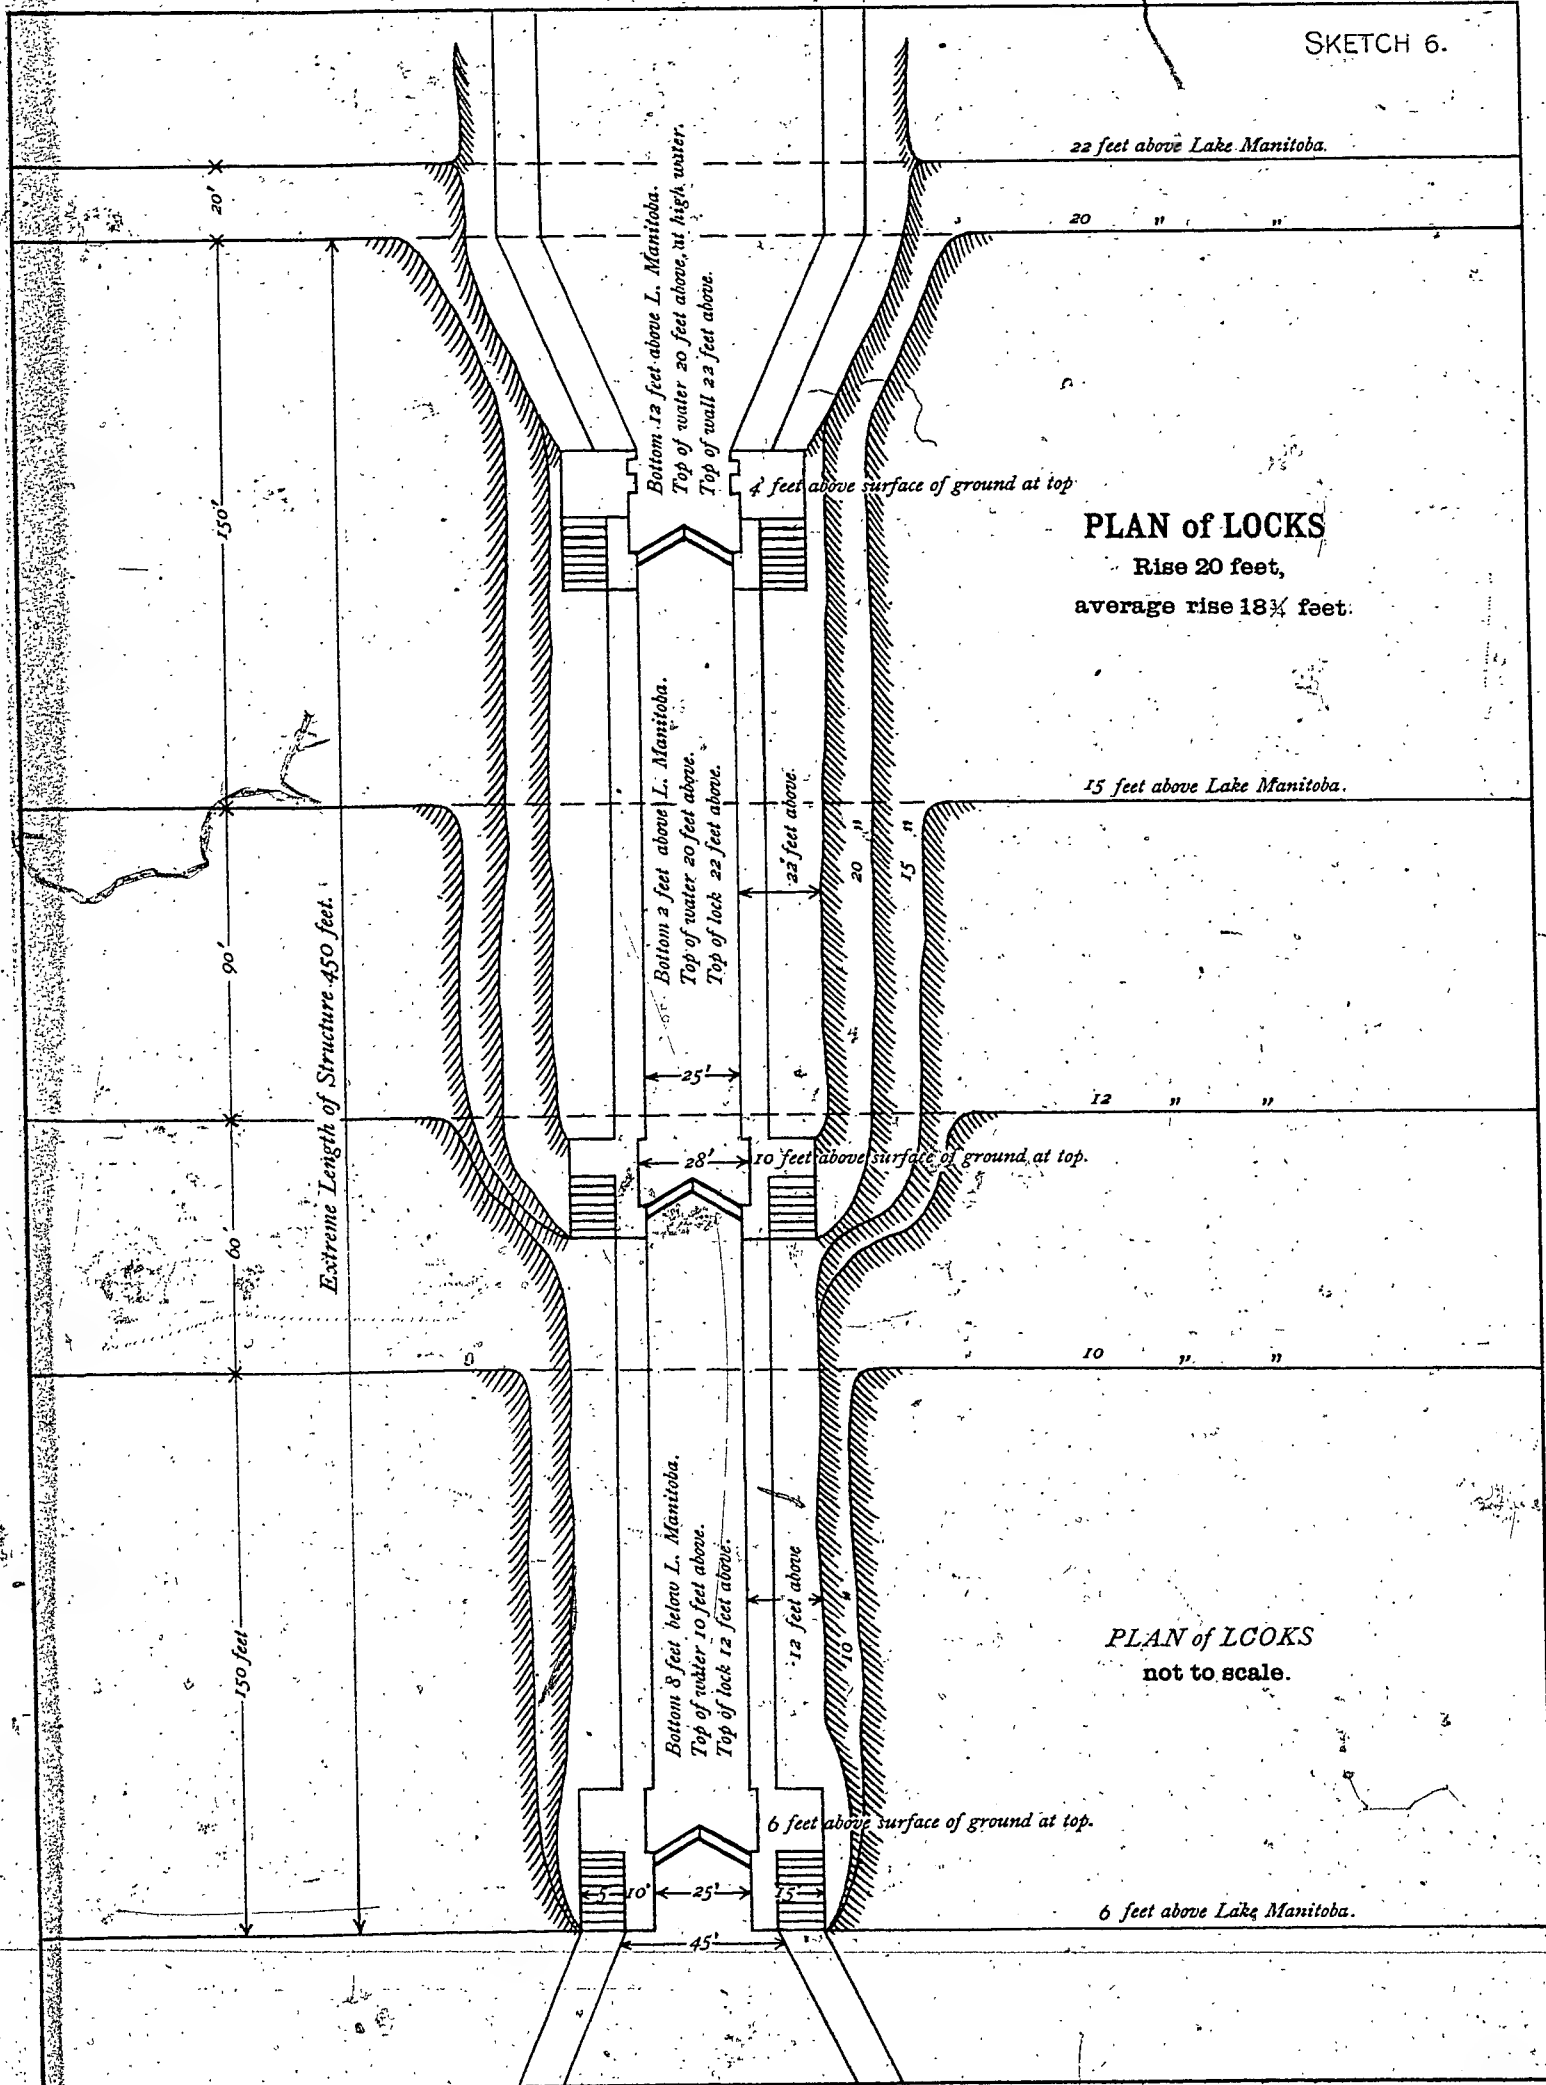 SKETCH 6.
22 feet above Lake Manitoba.
20'
20 " "
Bottom 12 feet above L. Manitoba.
Top of water 20 feet above, at high water.
Top of wall 22 feet above.
4 feet above surface of ground at top
150'
PLAN of LOCKS
Rise 20 feet,
average rise 18¾ feet.
Bottom 2 feet above L. Manitoba.
Top of water 20 feet above.
Top of lock 22 feet above.
22 feet above.
20 "
15 "
15 feet above Lake Manitoba.
90'
Extreme Length of Structure 450 feet.
25'
12 " "
28'
10 feet above surface of ground at top.
60'
10 " "
Bottom 8 feet below L. Manitoba.
Top of water 10 feet above.
Top of lock 12 feet above.
12 feet above
10 "
150 feet
PLAN of LCOKS
not to scale.
6 feet above surface of ground at top.
5 10' 25' 15'
6 feet above Lake Manitoba.
45'